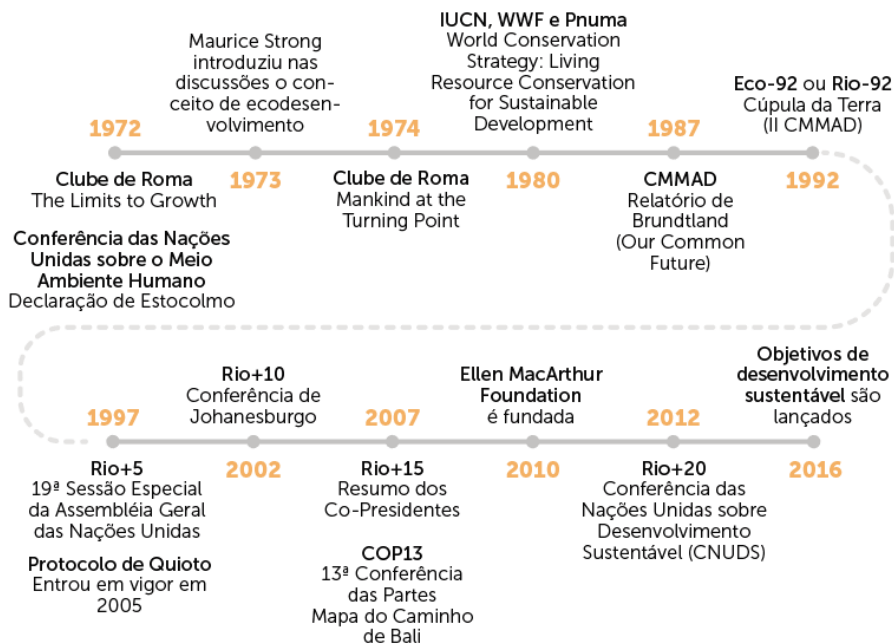 1972
Clube de Roma
The Limits to Growth
Conferência das Nações
Unidas sobre o Meio
Ambiente Humano
Declaração de Estocolmo
Maurice Strong
introduziu nas
discussões o con-
ceito de ecodesen-
volvimento
1973
1974
Clube de Roma
Mankind at the
Turning Point
IUCN, WWF e Pnuma
World Conservation
Strategy: Living
Resource Conservation
for Sustainable
Development
1980
1987
CMMAD
Relatório de
Brundtland
(Our Common
Future)
Eco-92 ou Rio-92
Cúpula da Terra
(II CMMAD)
1992
1997
Rio+5
19ª Sessão Especial
da Assembléia Geral
das Nações Unidas
Protocolo de Quioto
Entrou em vigor em
2005
Rio+10
Conferência de
Johanesburgo
2002
2007
Rio+15
Resumo dos
Co-Presidentes
COP13
13ª Conferência
das Partes
Mapa do Caminho
de Bali
Ellen MacArthur
Foundation
é fundada
2010
2012
Rio+20
Conferência das
Nações Unidas sobre
Desenvolvimento
Sustentável (CNUDS)
Objetivos de
desenvolvimento
sustentável são
lançados
2016